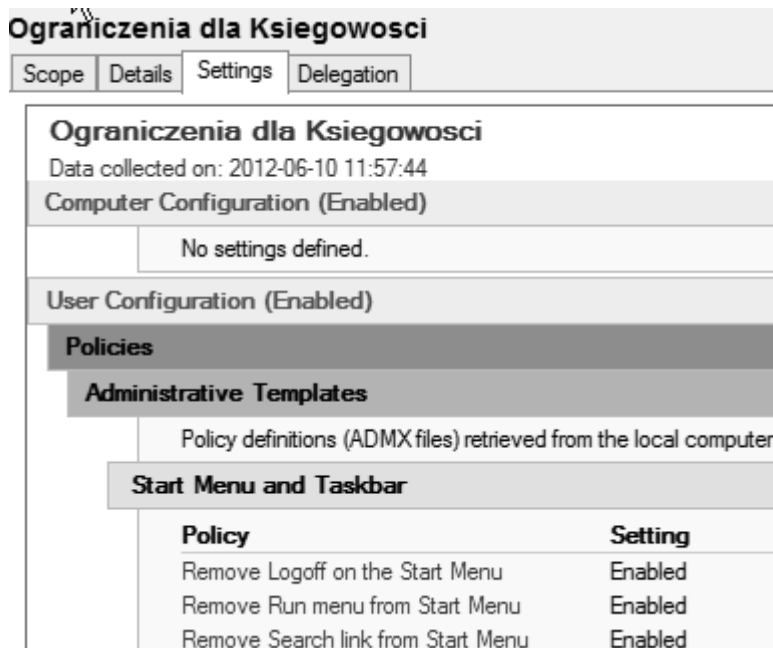 Ograniczenia dla Ksiegowosci
Scope Details Settings Delegation
Ograniczenia dla Ksiegowosci
Data collected on: 2012-06-10 11:57:44
Computer Configuration (Enabled)
No settings defined.
User Configuration (Enabled)
Policies
Administrative Templates
Policy definitions (ADMX files) retrieved from the local computer
Start Menu and Taskbar
Policy Setting
Remove Logoff on the Start Menu Enabled
Remove Run menu from Start Menu Enabled
Remove Search link from Start Menu Enabled